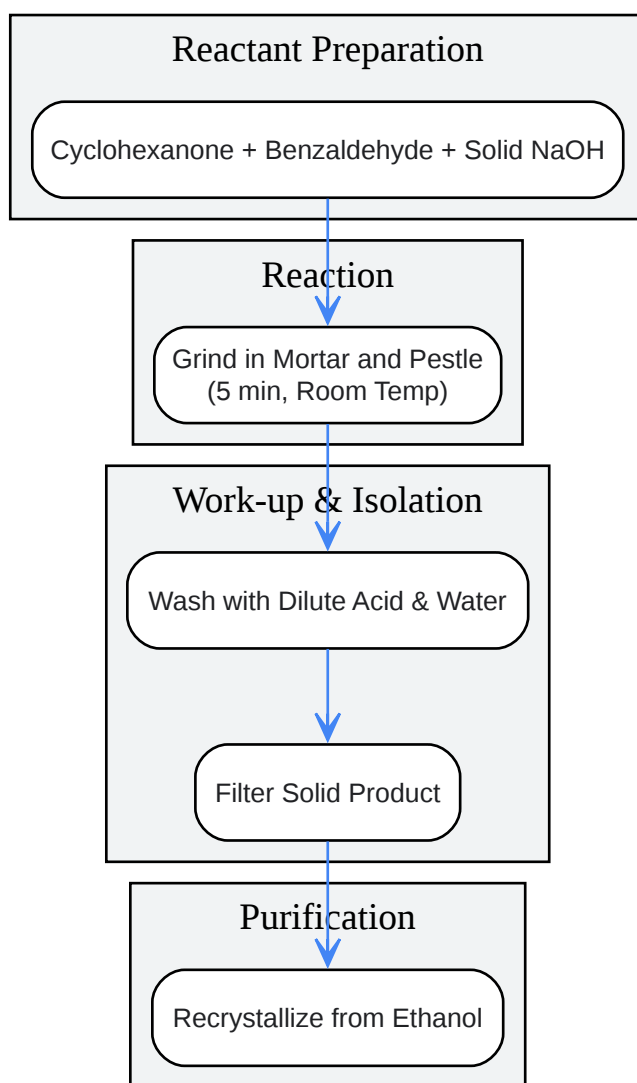 Reactant Preparation
Cyclohexanone + Benzaldehyde + Solid NaOH
Reaction
Grind in Mortar and Pestle
(5 min, Room Temp)
Work-up & Isolation
Wash with Dilute Acid & Water
Filter Solid Product
Purification
Recrystallize from Ethanol